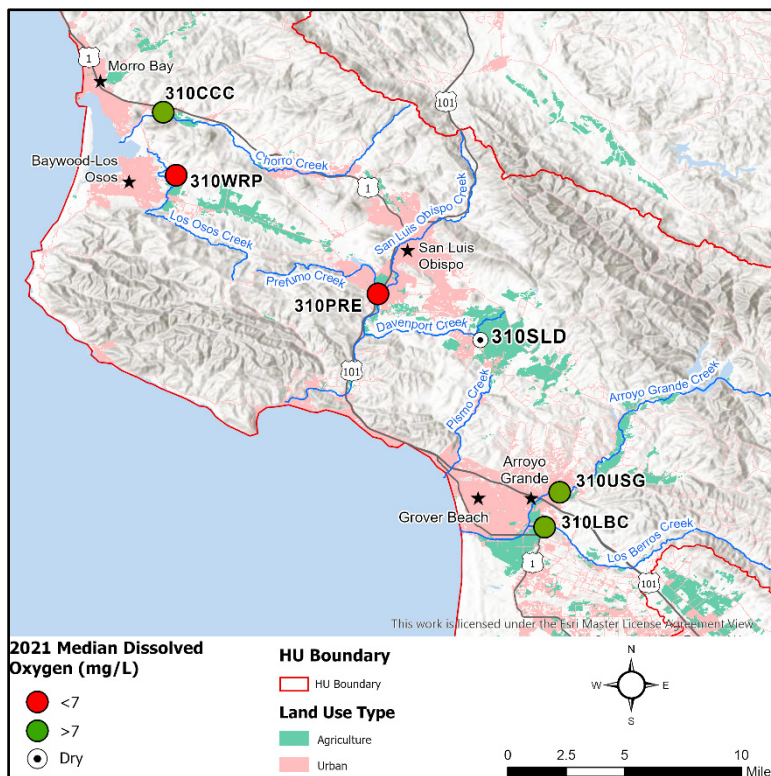 1
Morro Bay
101
310CCC
Chorro Creek
Baywood-Los
Osos
310WRP
1
San Luis Obispo Creek
Los Osos Creek
San Luis
Obispo
Prefumo Creek
310PRE
Davenport Creek
310SLD
101
Pismo Creek
Arroyo Grande Creek
Arroyo
Grande
310USG
Grover Beach
310LBC
Los Berros Creek
1
101
This work is licensed under the Esri Master License Agreement View
2021 Median Dissolved
Oxygen (mg/L)
<7
>7
Dry
HU Boundary
HU Boundary
Land Use Type
Agriculture
Urban
N
W
E
S
0 2.5 5 10
Mile